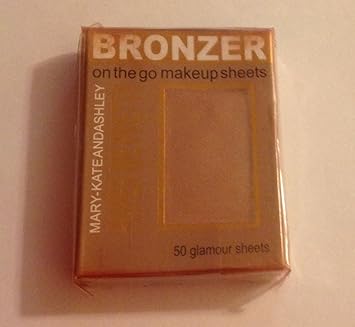 BRONZER
on the go makeup sheets
MARY-KATEANDASHLEY
50 glamour sheets